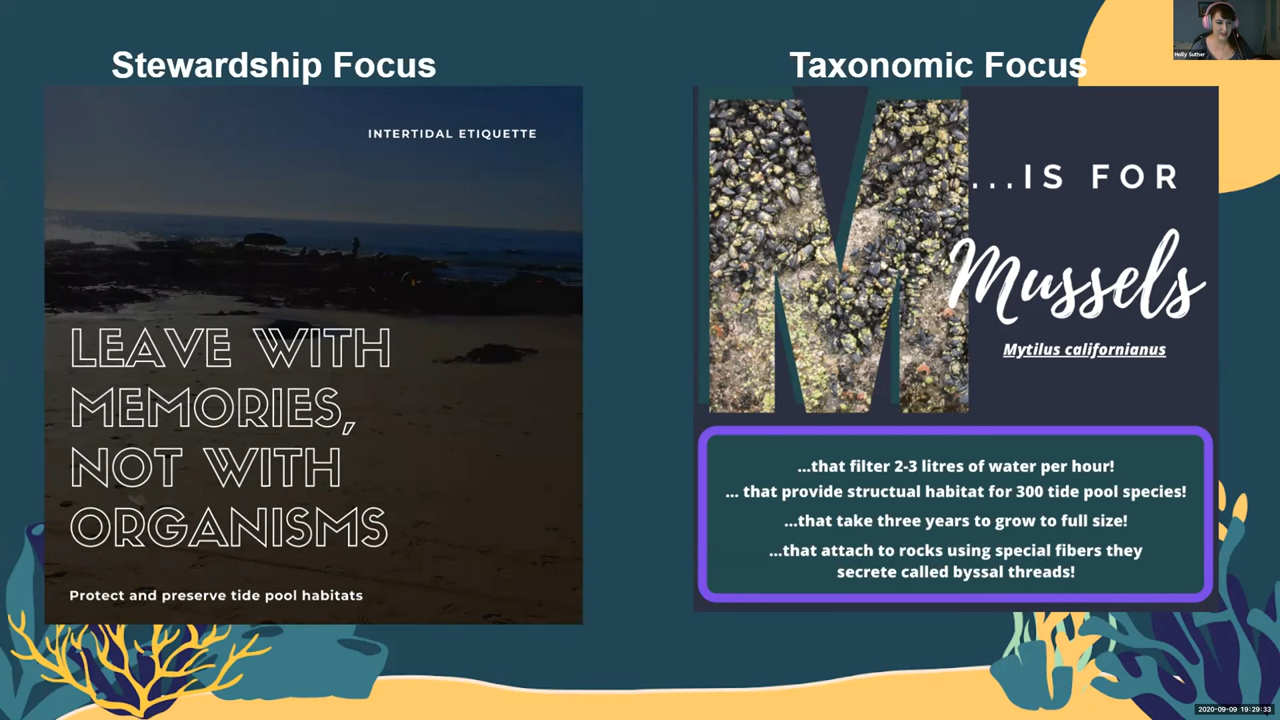 Stewardship Focus
INTERTIDAL ETIQUETTE
LEAVE WITH
MEMORIES,
NOT WITH
ORGANISMS
Protect and preserve tide pool habitats
Taxonomic Focus
M
...IS FOR
Mussels
Mytilus californianus
...that filter 2-3 litres of water per hour!
... that provide structual habitat for 300 tide pool species!
...that take three years to grow to full size!
...that attach to rocks using special fibers they
secrete called byssal threads!
Holly Suther
2020-09-09 19:29:33